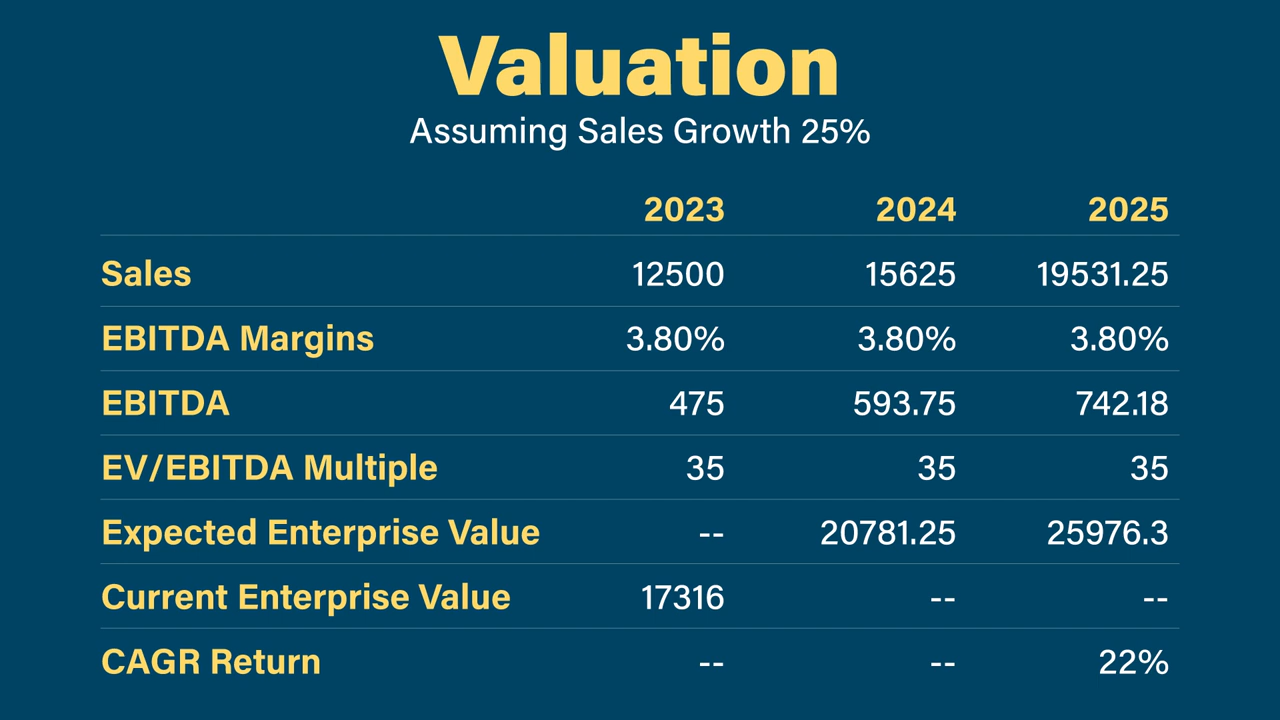 Valuation
Assuming Sales Growth 25%
2023 2024 2025
Sales 12500 15625 19531.25
EBITDA Margins 3.80% 3.80% 3.80%
EBITDA 475 593.75 742.18
EV/EBITDA Multiple 35 35 35
Expected Enterprise Value -- 20781.25 25976.3
Current Enterprise Value 17316 -- --
CAGR Return -- -- 22%